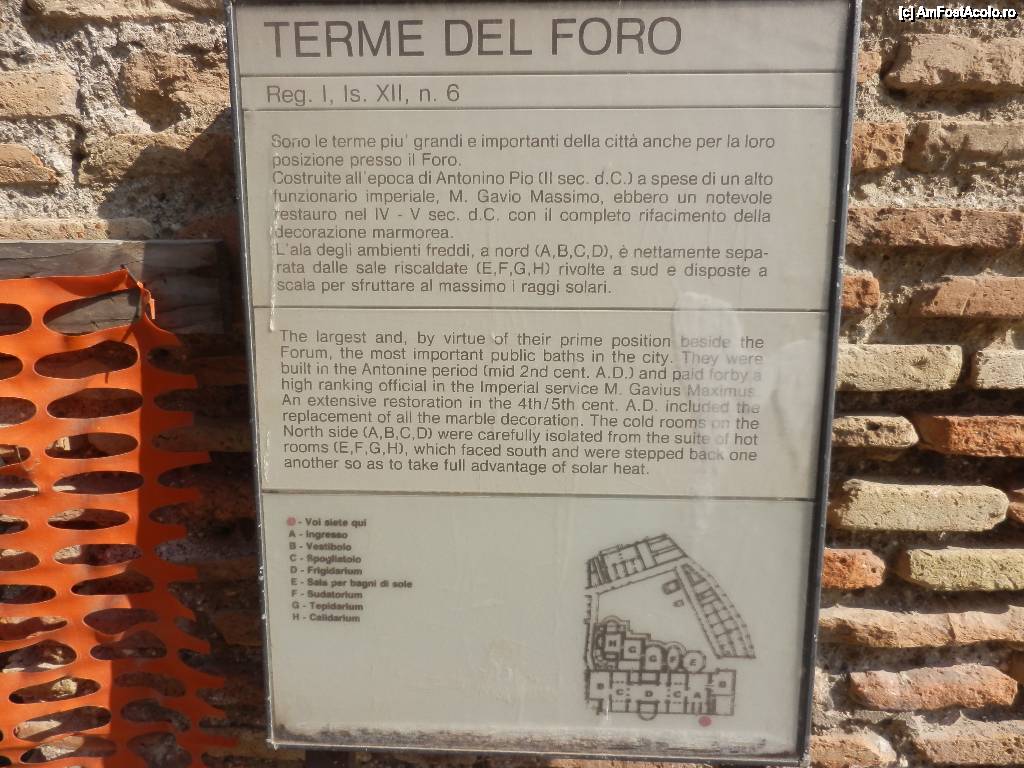 (c) AmFostAcolo.ro
TERME DEL FORO
Reg. I, Is. XII, n. 6
Sono le terme piu' grandi e importanti della città anche per la loro
posizione presso il Foro.
Costruite all'epoca di Antonino Pio (II sec. d.C.) a spese di un alto
funzionario imperiale, M. Gavio Massimo, ebbero un notevole
restauro nel IV - V sec. d.C. con il completo rifacimento della
decorazione marmorea.
L'ala degli ambienti freddi, a nord (A,B,C,D), è nettamente sepa-
rata dalle sale riscaldate (E,F,G,H) rivolte a sud e disposte a
scala per sfruttare al massimo i raggi solari.
The largest and, by virtue of their prime position beside the
Forum, the most important public baths in the city. They were
built in the Antonine period (mid 2nd cent. A.D.) and paid forby a
high ranking official in the Imperial service M. Gavius Maximus.
An extensive restoration in the 4th/5th cent. A.D. included the
replacement of all the marble decoration. The cold rooms on the
North side (A,B,C,D) were carefully isolated from the suite of hot
rooms (E,F,G,H), which faced south and were stepped back one
another so as to take full advantage of solar heat.
- Voi siete qui
A - Ingresso
B - Vestibolo
C - Spogliatoio
D - Frigidarium
E - Sala per bagni di sole
F - Sudatorium
G - Tepidarium
H - Calidarium
H G G F E
B C D C A B